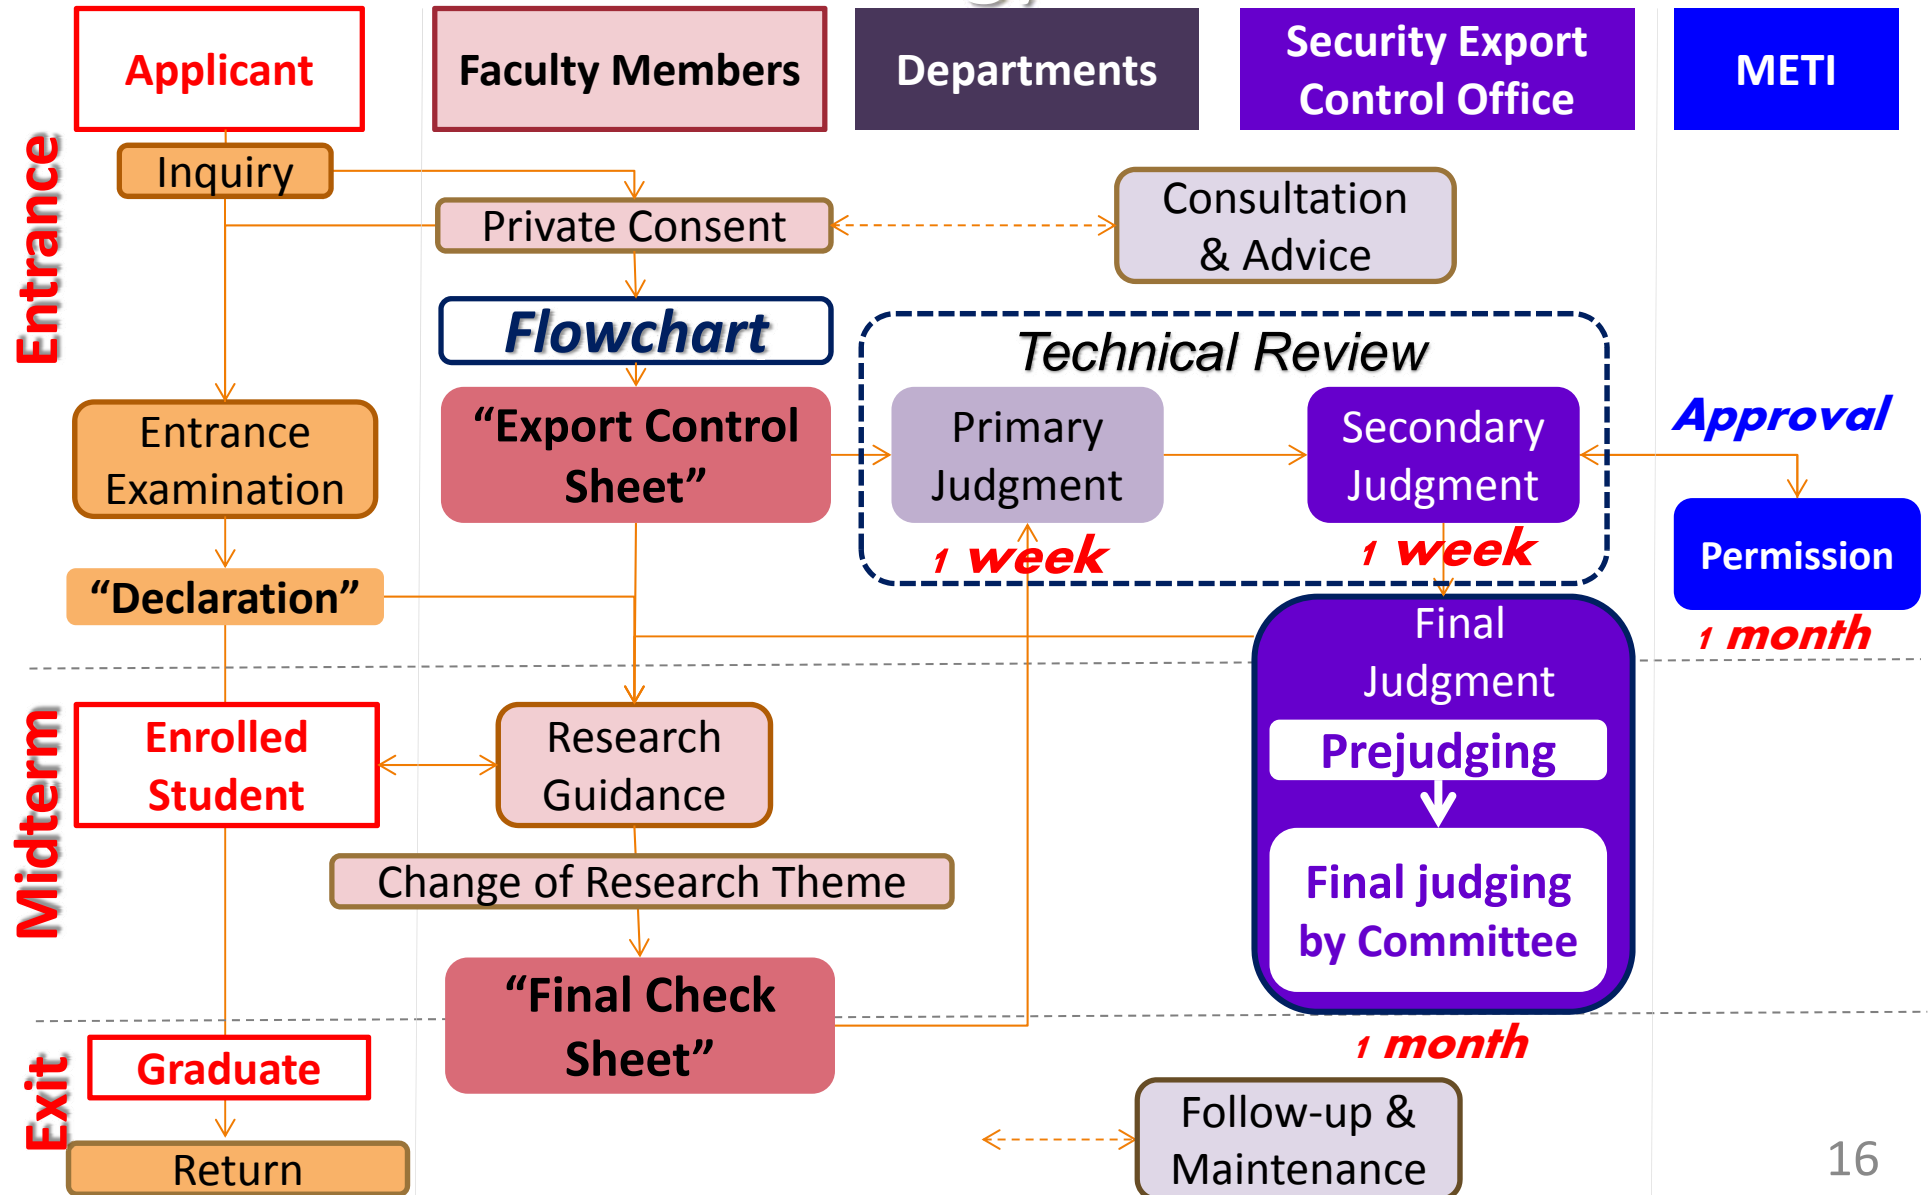 Applicant
Faculty Members
Departments
Security Export
Control Office
METI
Entrance
Inquiry
Private Consent
Consultation
& Advice
Flowchart
Technical Review
Entrance
Examination
“Export Control
Sheet”
Primary
Judgment
Secondary
Judgment
Approval
Permission
1 week
1 week
1 month
“Declaration”
Final
Judgment
Midterm
Enrolled
Student
Research
Guidance
Prejudging
Change of Research Theme
Final judging
by Committee
“Final Check
Sheet”
1 month
Exit
Graduate
Return
Follow-up &
Maintenance
16